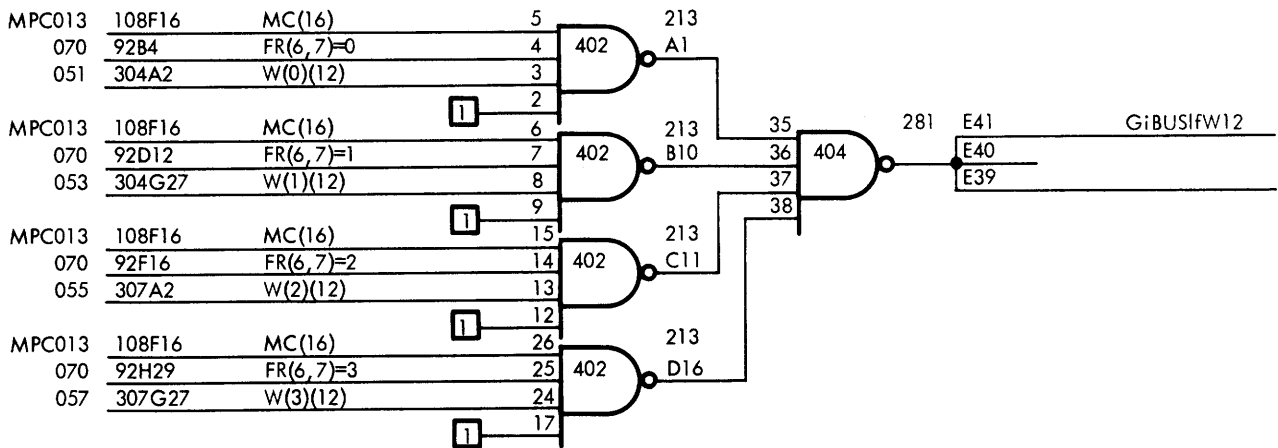 MPC013 108F16 MC(16) 5 213
070 92B4 FR(6,7)=0 4 402 A1
051 304A2 W(0)(12) 3
1 2
MPC013 108F16 MC(16) 6 213 35 281 E41 GiBUSlfW12
070 92D12 FR(6,7)=1 7 402 B10 36 404 E40
053 304G27 W(1)(12) 8 37 E39
1 9 38
MPC013 108F16 MC(16) 15 213
070 92F16 FR(6,7)=2 14 402 C11
055 307A2 W(2)(12) 13
1 12
MPC013 108F16 MC(16) 26 213
070 92H29 FR(6,7)=3 25 402 D16
057 307G27 W(3)(12) 24
1 17